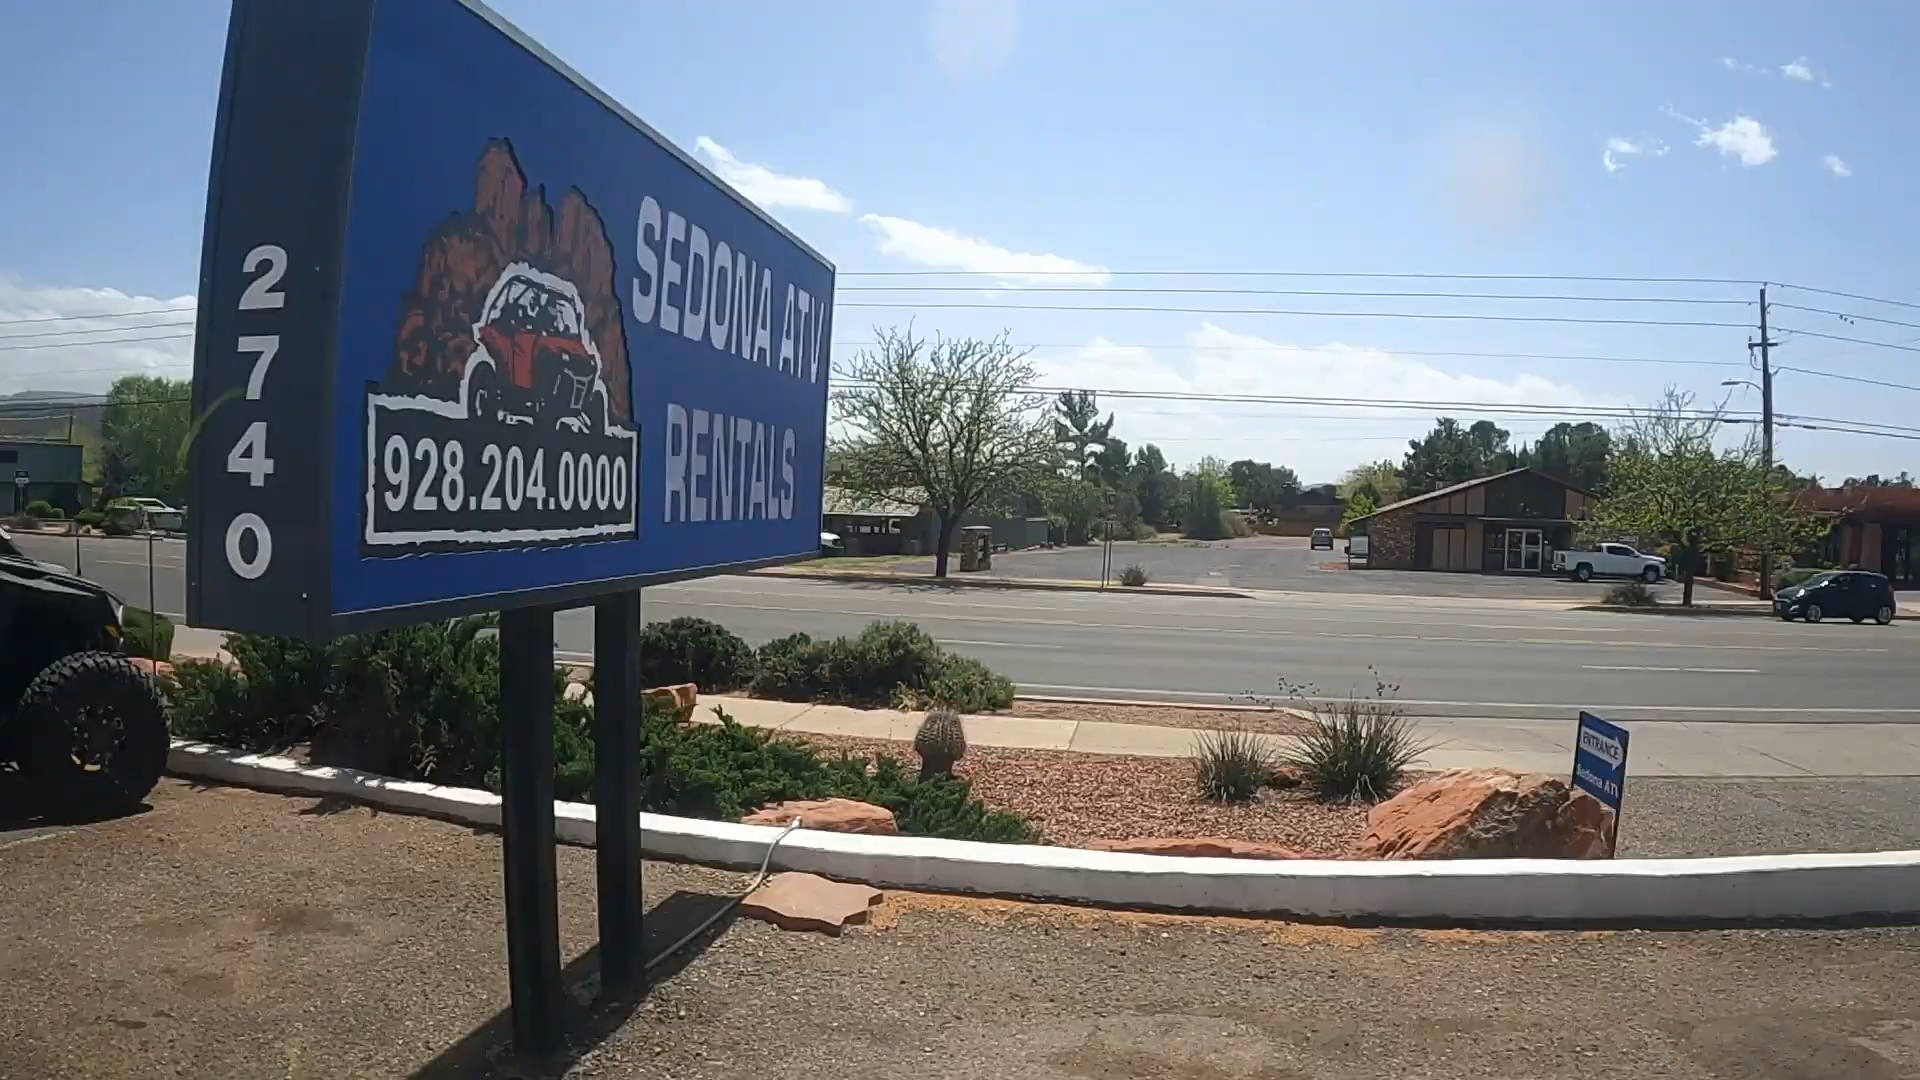 2740
SEDONA ATV
RENTALS
928.204.0000
ENTRANCE
Sedona ATV